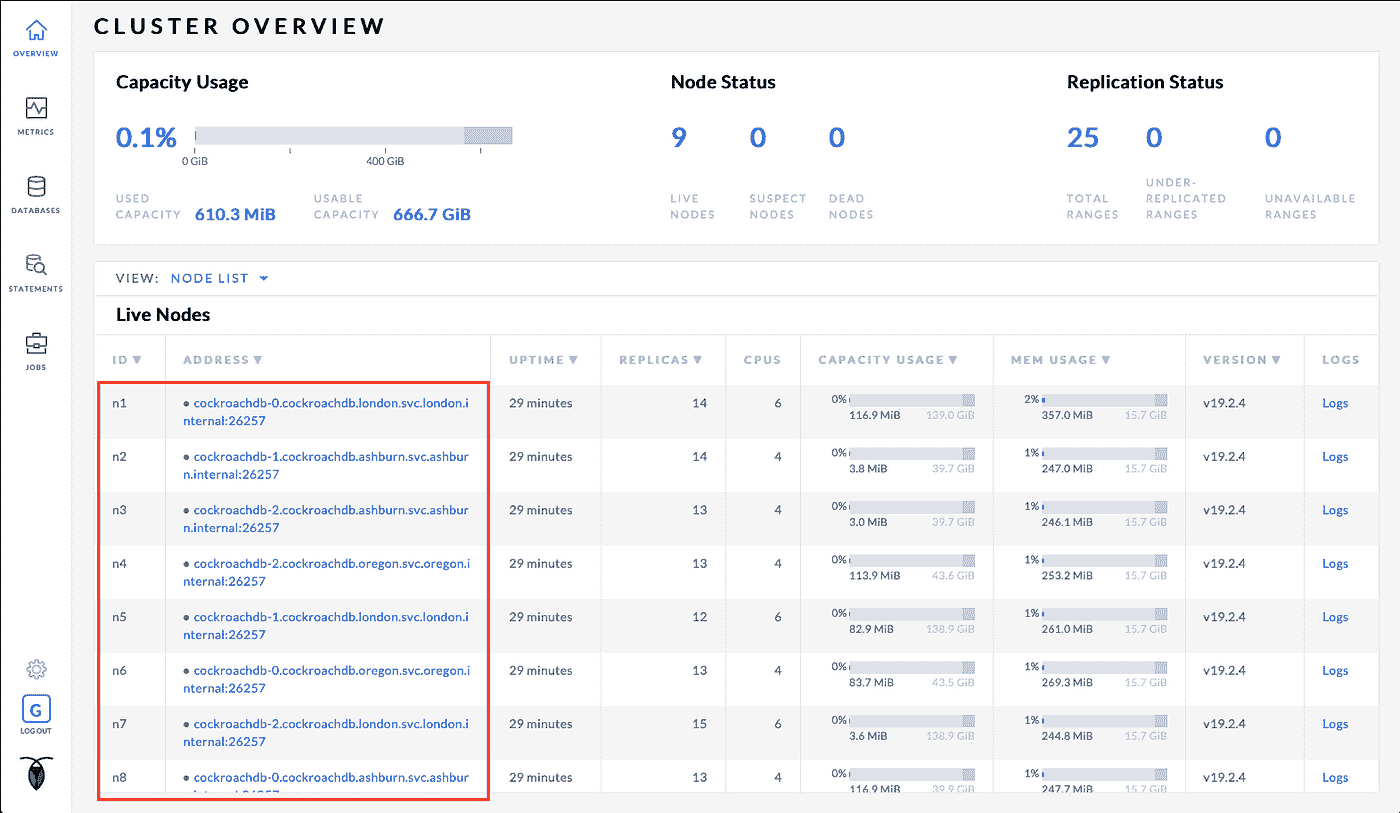 CLUSTER OVERVIEW
OVERVIEW
METRICS
DATABASES
STATEMENTS
JOBS
G
LOGOUT
Capacity Usage
0.1%
0 GiB
400 GiB
USED
CAPACITY
610.3 MiB
USABLE
CAPACITY
666.7 GiB
Node Status
9 0 0
LIVE
NODES
SUSPECT
NODES
DEAD
NODES
Replication Status
25 0 0
TOTAL
RANGES
UNDER-
REPLICATED
RANGES
UNAVAILABLE
RANGES
VIEW: NODE LIST
Live Nodes
ID ▼ ADDRESS ▼ UPTIME ▼ REPLICAS ▼ CPUS CAPACITY USAGE ▼ MEM USAGE ▼ VERSION ▼ LOGS
n1 cockroachdb-0.cockroachdb.london.svc.london.i 29 minutes 14 6 0% 2% v19.2.4 Logs
nternal:26257 116.9 MiB 139.0 GiB 357.0 MiB 15.7 GiB
n2 cockroachdb-1.cockroachdb.ashburn.svc.ashbur 29 minutes 14 4 0% 1% v19.2.4 Logs
n.internal:26257 3.8 MiB 39.7 GiB 247.0 MiB 15.7 GiB
n3 cockroachdb-2.cockroachdb.ashburn.svc.ashbur 29 minutes 13 4 0% 1% v19.2.4 Logs
n.internal:26257 3.0 MiB 39.7 GiB 246.1 MiB 15.7 GiB
n4 cockroachdb-2.cockroachdb.oregon.svc.oregon.i 29 minutes 13 4 0% 1% v19.2.4 Logs
nternal:26257 113.9 MiB 43.6 GiB 253.2 MiB 15.7 GiB
n5 cockroachdb-1.cockroachdb.london.svc.london.i 29 minutes 12 6 0% 1% v19.2.4 Logs
nternal:26257 82.9 MiB 138.9 GiB 261.0 MiB 15.7 GiB
n6 cockroachdb-0.cockroachdb.oregon.svc.oregon.i 29 minutes 13 4 0% 1% v19.2.4 Logs
nternal:26257 83.7 MiB 43.5 GiB 269.3 MiB 15.7 GiB
n7 cockroachdb-2.cockroachdb.london.svc.london.i 29 minutes 15 6 0% 1% v19.2.4 Logs
nternal:26257 3.6 MiB 138.9 GiB 244.8 MiB 15.7 GiB
n8 cockroachdb-0.cockroachdb.ashburn.svc.ashbur 29 minutes 13 4 0% 1% v19.2.4 Logs
116.9 MiB 39.9 GiB 247.7 MiB 15.7 GiB